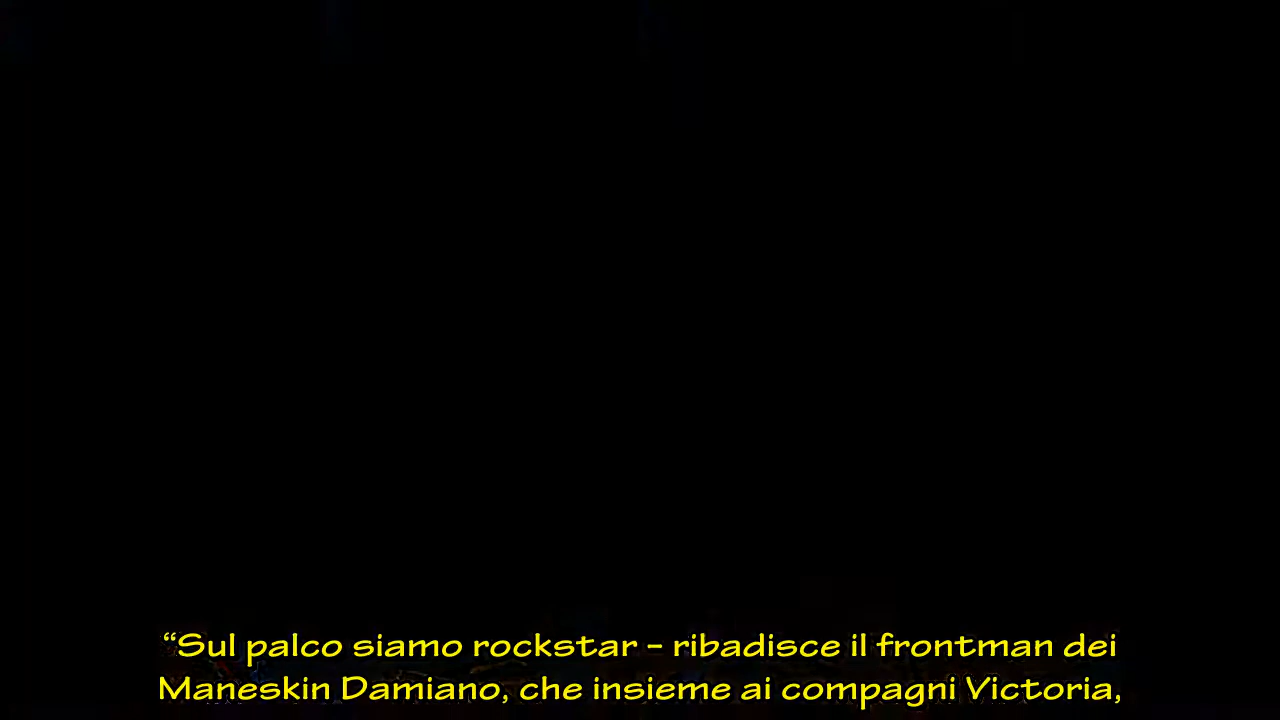 “Sul palco siamo rockstar - ribadisce il frontman dei
Maneskin Damiano, che insieme ai compagni Victoria,